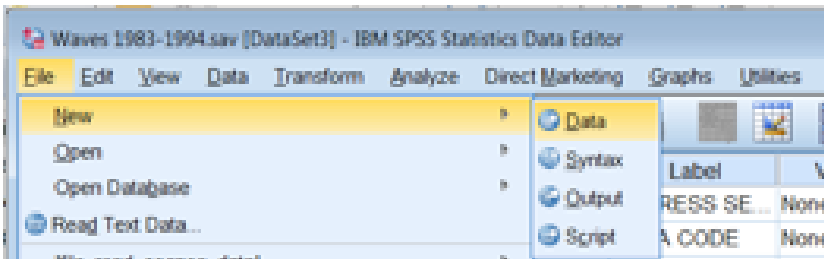 Waves 1983-1994.sav [DataSet3] - IBM SPSS Statistics Data Editor
File Edit View Data Transform Analyze Direct Marketing Graphs Utilities
New Data
Open Syntax Label
Open Database Output RESS SE... None
Read Text Data... Script A CODE None